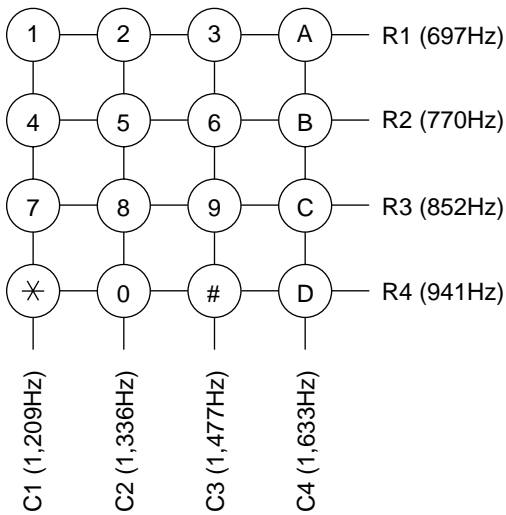 1 2 3 A R1 (697Hz)
4 5 6 B R2 (770Hz)
7 8 9 C R3 (852Hz)
* 0 # D R4 (941Hz)
C1 (1,209Hz)
C2 (1,336Hz)
C3 (1,477Hz)
C4 (1,633Hz)